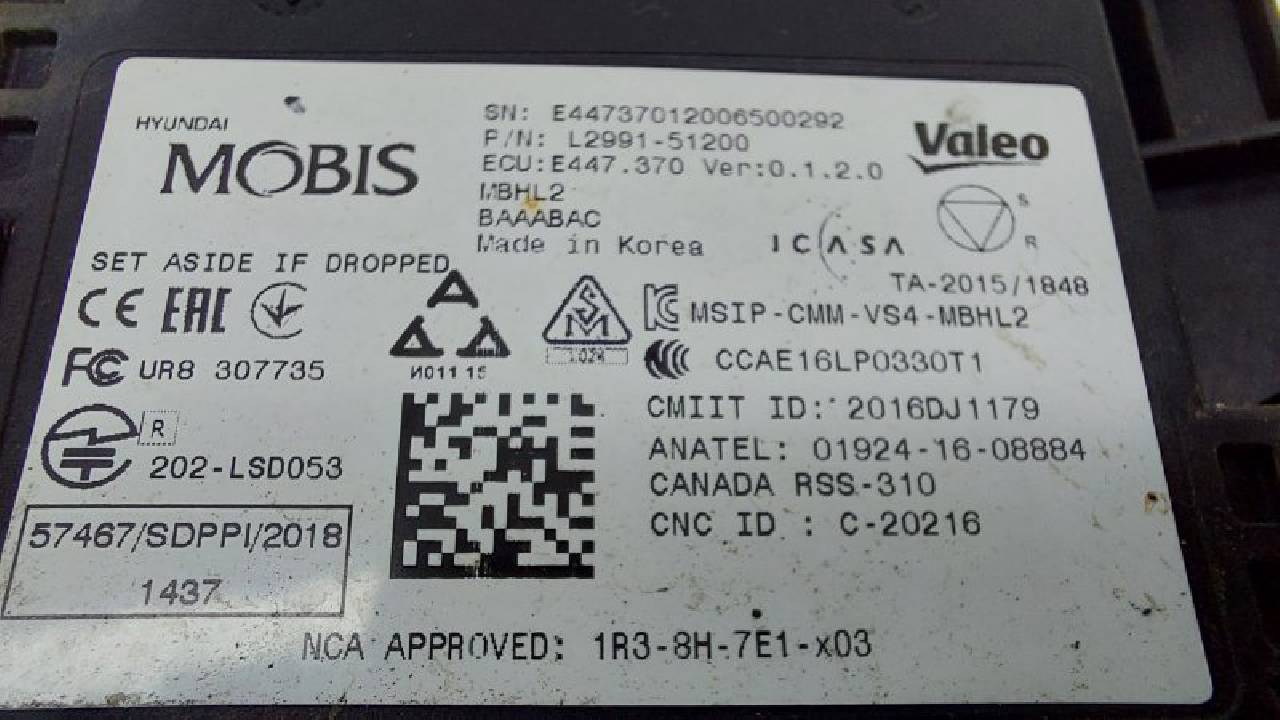 HYUNDAI
MOBIS
SN: E44737012006500292
P/N: L2991-51200
ECU:E447.370 Ver:0.1.2.0
MBHL2
BAAABAC
Made in Korea
Valeo
S
R
ICASA
TA-2015/1848
SET ASIDE IF DROPPED
CE EAC
FCC UR8 307735
R
202-LSD053
57467/SDPPI/2018
1437
И011 15
SM
KC MSIP-CMM-VS4-MBHL2
CCAE16LP0330T1
CMIIT ID: 2016DJ1179
ANATEL: 01924-16-08884
CANADA RSS-310
CNC ID : C-20216
NCA APPROVED: 1R3-8H-7E1-x03